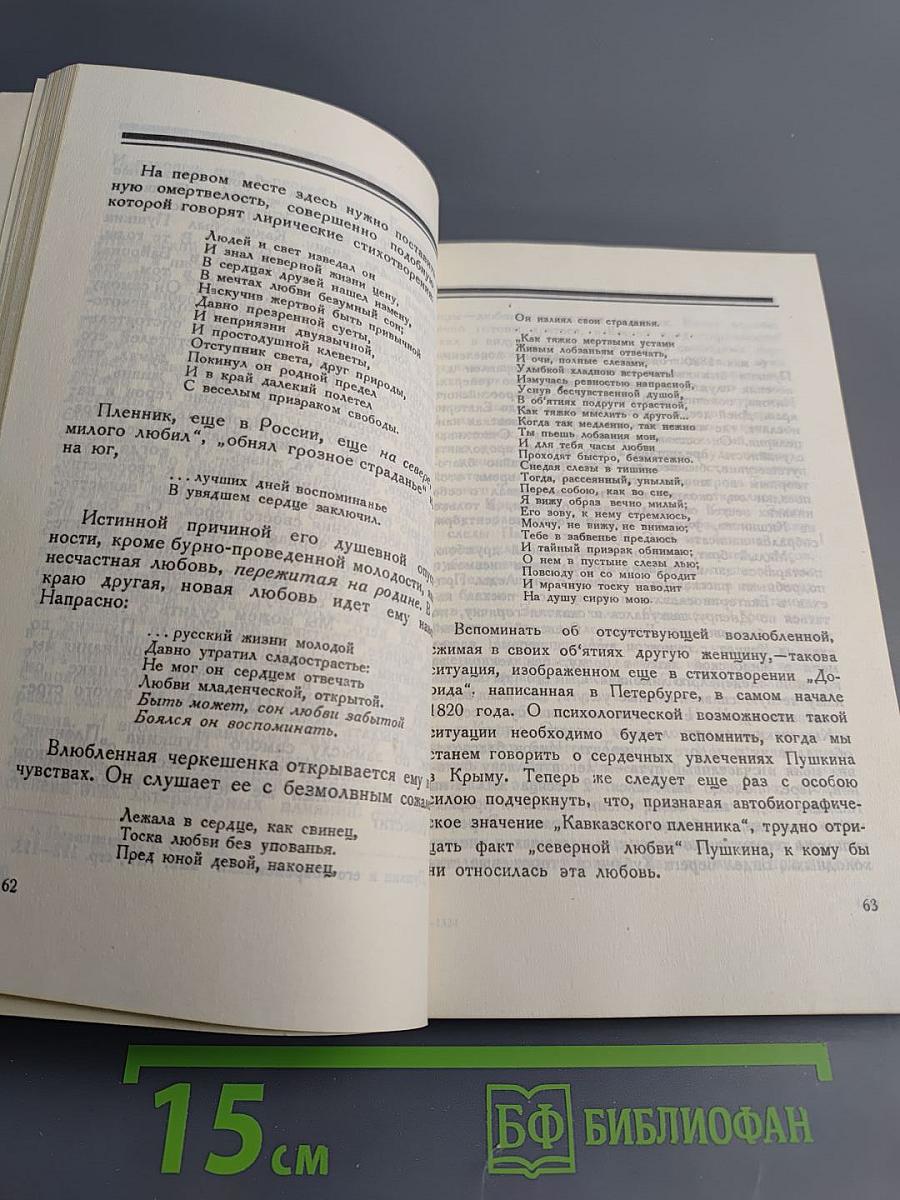 На первом месте здесь нужно поставить
ную омертвелость, совершенно подобную
которой говорят лирические стихотворения
Людей и свет изведал он
И знал неверной жизни цену,
В сердцах друзей нашел измену,
В мечтах любви безумный сон;
Наскучив жертвой быть привычной
Давно презренной суеты,
И неприязни двуязычной,
И простодушной клеветы,
Отступник света, друг природы,
Покинул он родной предел
И в край далекий полетел
С веселым призраком свободы.
Пленник, еще в России, еще на севере
милого любил“, „обнял грозное страданье“
на юг,
...лучших дней воспоминанье
В увядшем сердце заключил.
Истинной причиной его душевной
ности, кроме бурно-проведенной молодости,
несчастная любовь, пережитая на родине. В
краю другая, новая любовь идет ему
Напрасно:
...русский жизни молодой
Давно утратил сладострастье:
Не мог он сердцем отвечать
Любви младенческой, открытой.
Быть может, сон любви забытой
Боялся он воспоминать.
Влюбленная черкешенка открывается ему
чувствах. Он слушает ее с безмолвным
Лежала в сердце, как свинец,
Тоска любви без упованья.
Пред юной девой, наконец,
62
Он излиял свои страданья.
. . . . . . . . . . . . . .
„Как тяжко мертвыми устами
Живым лобзаньям отвечать,
И очи, полные слезами,
Улыбкой хладною встречать!
Измучась ревностью напрасной,
Уснув бесчувственной душой,
В об'ятиях подруги страстной,
Как тяжко мыслить о другой...
Когда так медленно, так нежно
Ты пьешь лобзания мои,
И для тебя часы любви
Проходят быстро, безмятежно.
Снедая слезы в тишине
Тогда, рассеянный, унылый,
Перед собою, как во сне,
Я вижу образ вечно милый;
Его зову, к нему стремлюсь,
Молчу, не вижу, не внимаю;
Тебе в забвенье предаюсь
И тайный призрак обнимаю;
О нем в пустыне слезы лью;
Повсюду он со мною бродит
И мрачную тоску наводит
На душу сирую мою.
Вспоминать об отсутствующей возлюбленной,
сжимая в своих об'ятиях другую женщину,—такова
ситуация, изображенном еще в стихотворении „До-
рида“, написанная в Петербурге, в самом начале
1820 года. О психологической возможности такой
ситуации необходимо будет вспомнить, когда мы
станем говорить о сердечных увлечениях Пушкина
в Крыму. Теперь же следует еще раз с особою
силою подчеркнуть, что, признагая автобиографиче-
ское значение „Кавказского пленника“, трудно отри-
цать факт „северной любви“ Пушкина, к кому бы
ни относилась эта любовь.
63
15 см
БФ БИБЛИОФАН